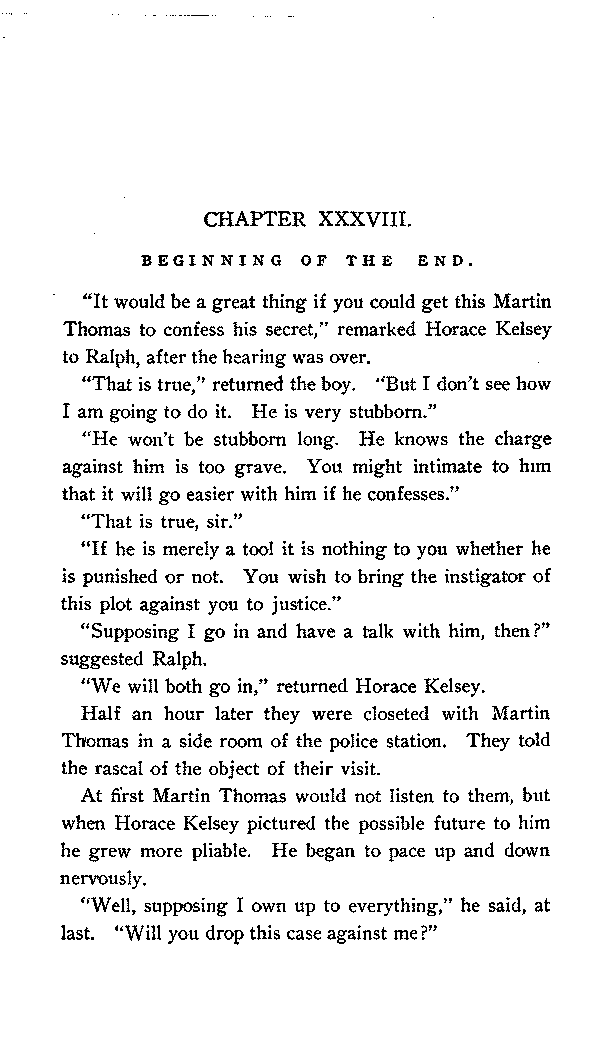 CHAPTER XXXVIII.
BEGINNING OF THE END.
“It would be a great thing if you could get this Martin
Thomas to confess his secret,” remarked Horace Kelsey
to Ralph, after the hearing was over.
“That is true,” returned the boy. “But I don’t see how
I am going to do it. He is very stubborn.”
“He won’t be stubborn long. He knows the charge
against him is too grave. You might intimate to him
that it will go easier with him if he confesses.”
“That is true, sir.”
“If he is merely a tool it is nothing to you whether he
is punished or not. You wish to bring the instigator of
this plot against you to justice.”
“Supposing I go in and have a talk with him, then?”
suggested Ralph.
“We will both go in,” returned Horace Kelsey.
Half an hour later they were closeted with Martin
Thomas in a side room of the police station. They told
the rascal of the object of their visit.
At first Martin Thomas would not listen to them, but
when Horace Kelsey pictured the possible future to him
he grew more pliable. He began to pace up and down
nervously.
“Well, supposing I own up to everything,” he said, at
last. “Will you drop this case against me?”